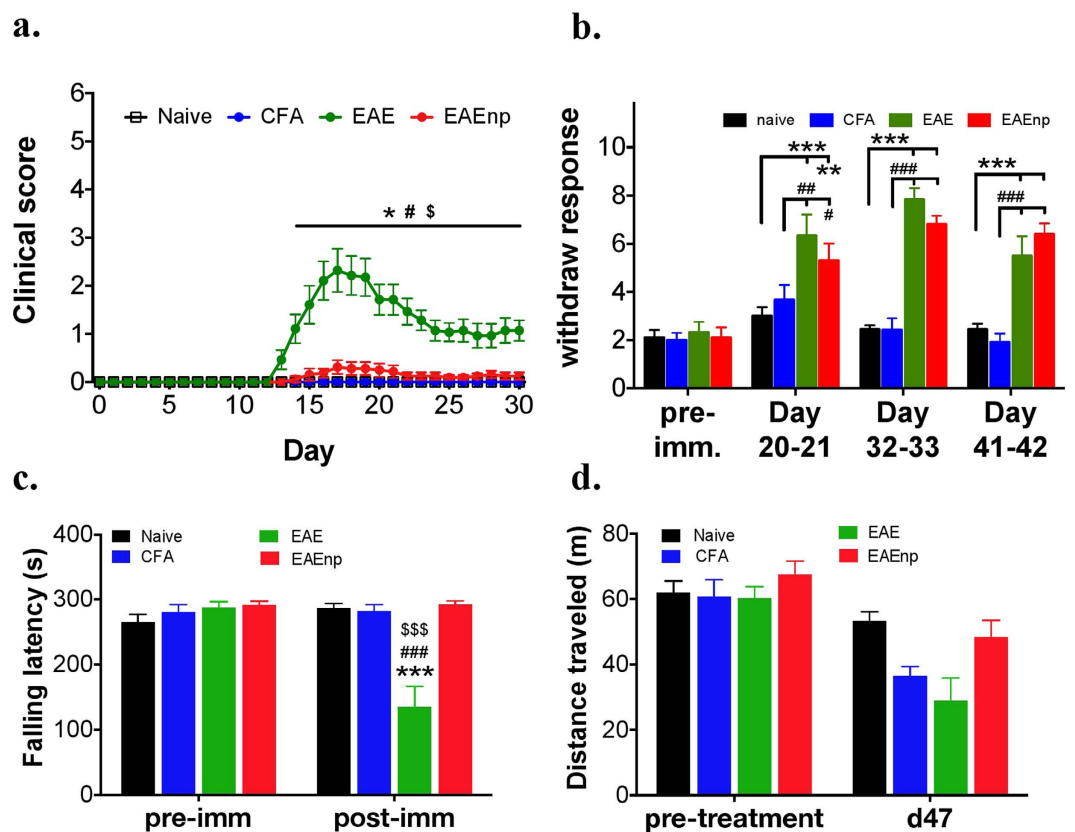 a.
Naive CFA EAE EAEnp
Clinical score
6
5
4
3
2
1
0
* # $
0 5 10 15 20 25 30
Day
b.
naive CFA EAE EAEnp
withdraw response
10
8
6
4
2
0
*** *** ***
**
## ### ###
#
pre-imm. Day 20-21 Day 32-33 Day 41-42
c.
Naive EAE
CFA EAEnp
Falling latency (s)
400
300
200
100
0
$$$
###
***
pre-imm post-imm
d.
Naive EAE
CFA EAEnp
Distance traveled (m)
80
60
40
20
0
pre-treatment d47